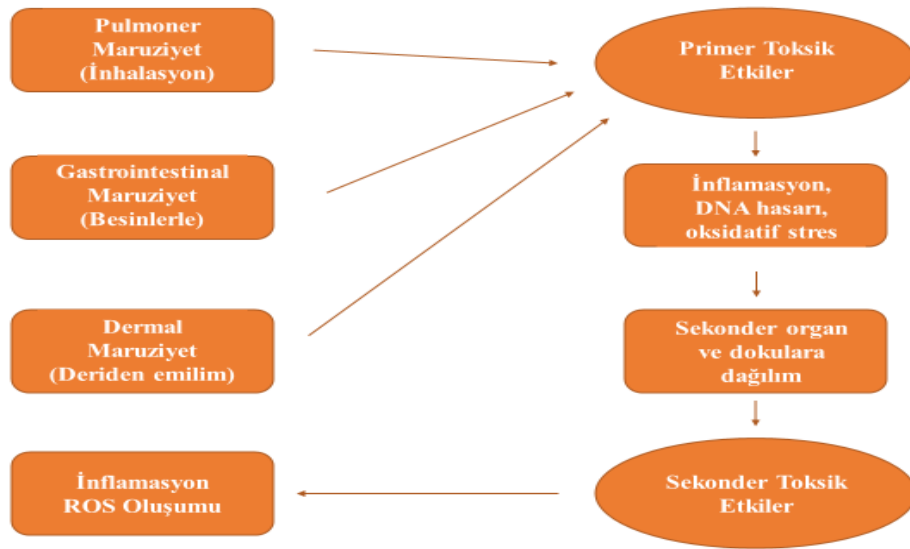 Pulmoner
Maruziyet
(İnhalasyon)
Primer Toksik
Etkiler
Gastrointestinal
Maruziyet
(Besinlerle)
İnflamasyon,
DNA hasarı,
oksidatif stres
Dermal
Maruziyet
(Deriden emilim)
Sekonder organ
ve dokulara
dağılım
İnflamasyon
ROS Oluşumu
Sekonder Toksik
Etkiler